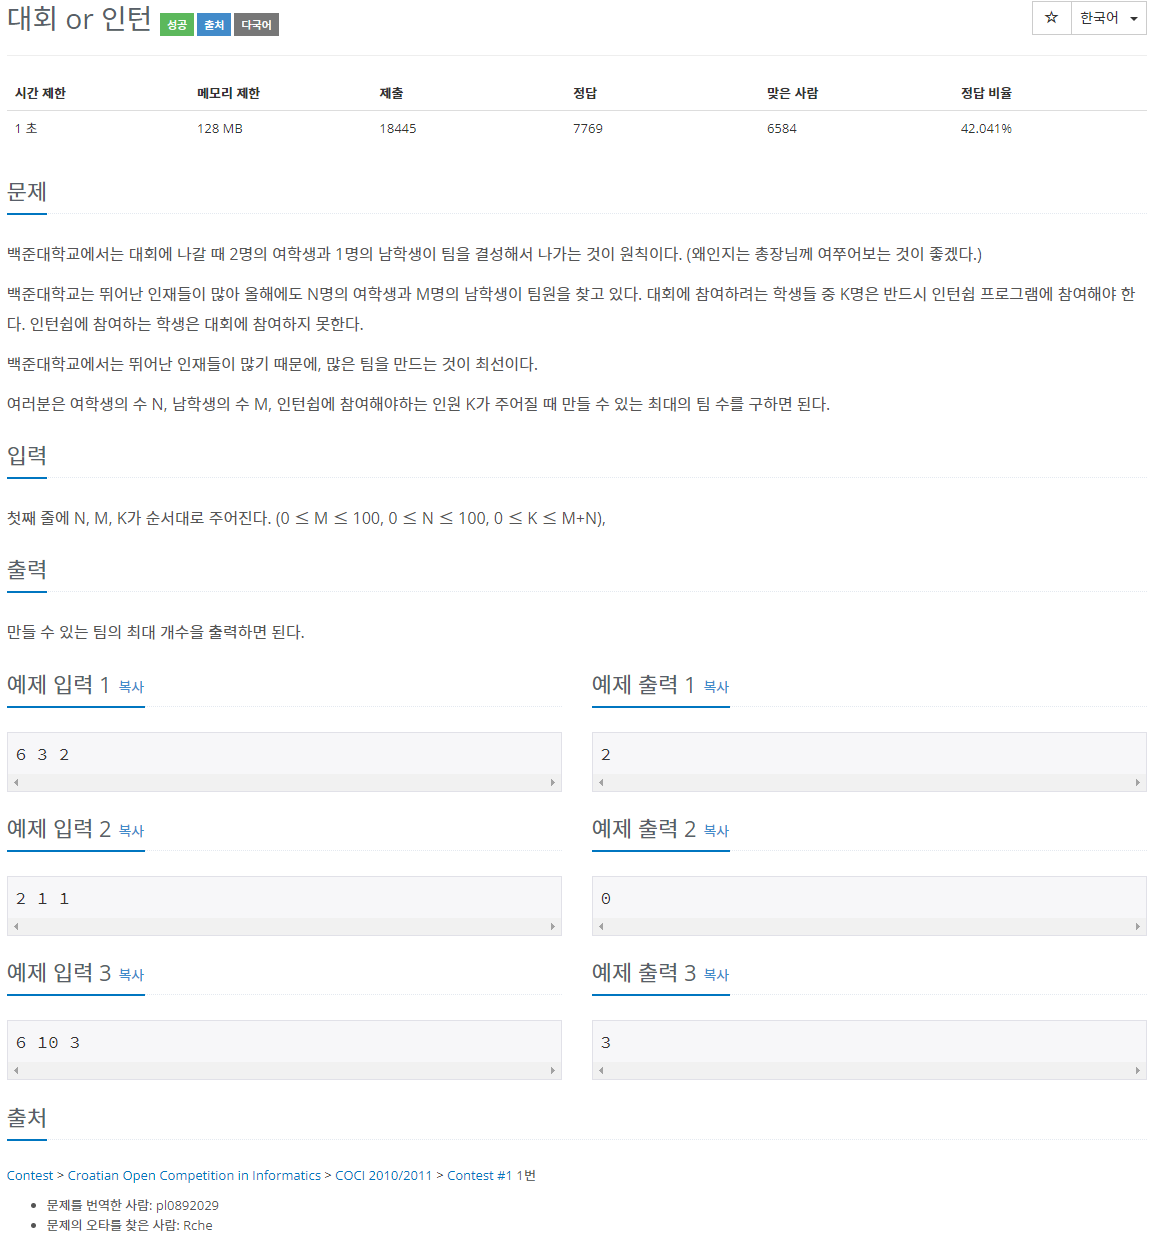 대회 or 인턴 성공 출처 다국어 ☆ 한국어
시간 제한 메모리 제한 제출 정답 맞은 사람 정답 비율
1 초 128 MB 18445 7769 6584 42.041%
문제
백준대학교에서는 대회에 나갈 때 2명의 여학생과 1명의 남학생이 팀을 결성해서 나가는 것이 원칙이다. (왜인지는 총장님께 여쭈어보는 것이 좋겠다.)
백준대학교는 뛰어난 인재들이 많아 올해에도 N명의 여학생과 M명의 남학생이 팀원을 찾고 있다. 대회에 참여하려는 학생들 중 K명은 반드시 인턴쉽 프로그램에 참여해야 한
다. 인턴쉽에 참여하는 학생은 대회에 참여하지 못한다.
백준대학교에서는 뛰어난 인재들이 많기 때문에, 많은 팀을 만드는 것이 최선이다.
여러분은 여학생의 수 N, 남학생의 수 M, 인턴쉽에 참여해야하는 인원 K가 주어질 때 만들 수 있는 최대의 팀 수를 구하면 된다.
입력
첫째 줄에 N, M, K가 순서대로 주어진다. (0 ≤ M ≤ 100, 0 ≤ N ≤ 100, 0 ≤ K ≤ M+N),
출력
만들 수 있는 팀의 최대 개수을 출력하면 된다.
예제 입력 1 복사 예제 출력 1 복사
6 3 2 2
예제 입력 2 복사 예제 출력 2 복사
2 1 1 0
예제 입력 3 복사 예제 출력 3 복사
6 10 3 3
출처
Contest > Croatian Open Competition in Informatics > COCI 2010/2011 > Contest #1 1번
• 문제를 번역한 사람: pl0892029
• 문제의 오타를 찾은 사람: Rche